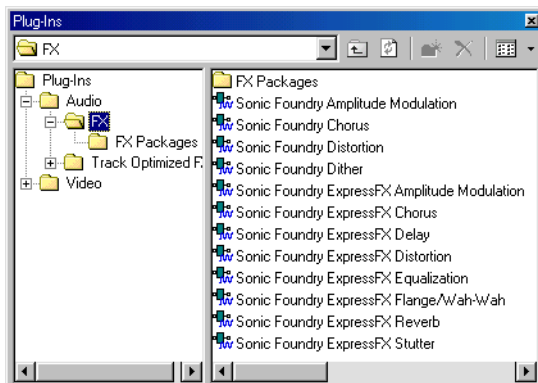 Plug-Ins
FX
Plug-Ins
Audio
FX
FX Packages
Track Optimized F
Video
FX Packages
Sonic Foundry Amplitude Modulation
Sonic Foundry Chorus
Sonic Foundry Distortion
Sonic Foundry Dither
Sonic Foundry ExpressFX Amplitude Modulation
Sonic Foundry ExpressFX Chorus
Sonic Foundry ExpressFX Delay
Sonic Foundry ExpressFX Distortion
Sonic Foundry ExpressFX Equalization
Sonic Foundry ExpressFX Flange/Wah-Wah
Sonic Foundry ExpressFX Reverb
Sonic Foundry ExpressFX Stutter